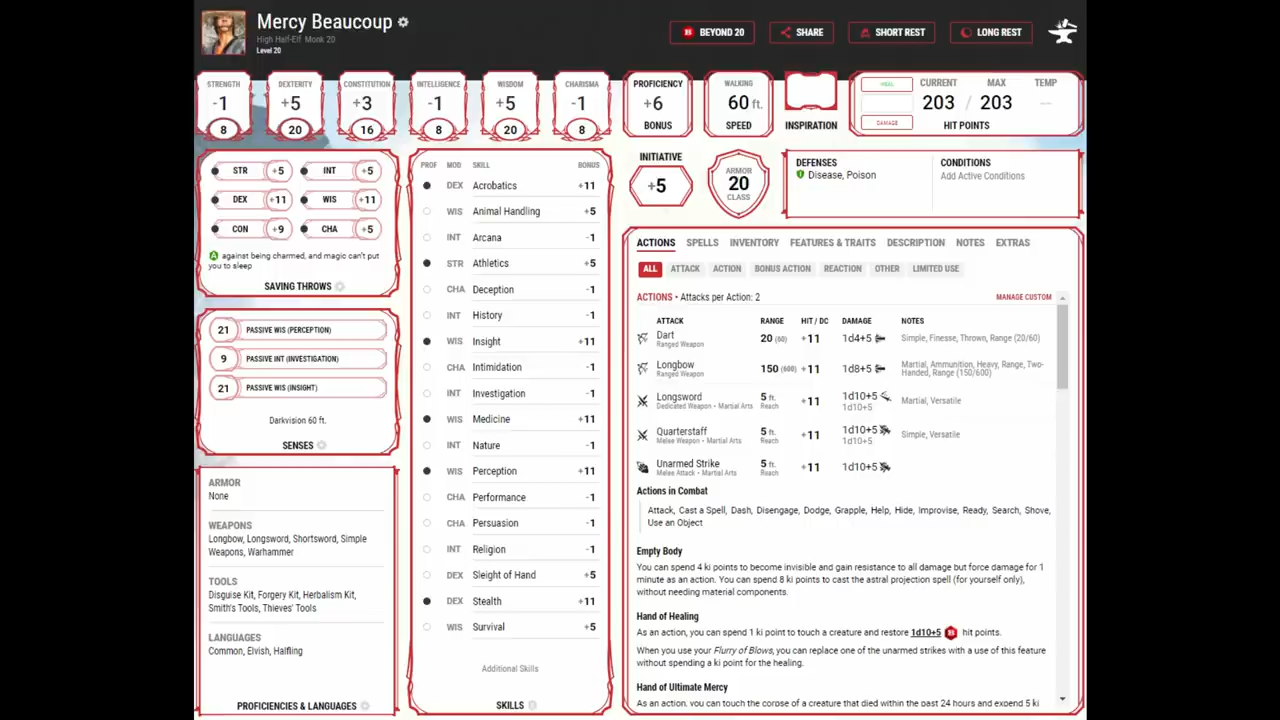 Mercy Beaucoup
High Half-Elf Monk 20
Level 20
BEYOND 20
SHARE
SHORT REST
LONG REST
STRENGTH
-1
8
DEXTERITY
+5
20
CONSTITUTION
+3
16
INTELLIGENCE
-1
8
WISDOM
+5
20
CHARISMA
-1
8
PROFICIENCY
+6
BONUS
WALKING
60 ft.
SPEED
INSPIRATION
HEAL
DAMAGE
CURRENT MAX TEMP
203 / 203 --
HIT POINTS
STR +5 INT +5
DEX +11 WIS +11
CON +9 CHA +5
against being charmed, and magic can't put
you to sleep
SAVING THROWS
21 PASSIVE WIS (PERCEPTION)
9 PASSIVE INT (INVESTIGATION)
21 PASSIVE WIS (INSIGHT)
Darkvision 60 ft.
SENSES
ARMOR
None
WEAPONS
Longbow, Longsword, Shortsword, Simple
Weapons, Warhammer
TOOLS
Disguise Kit, Forgery Kit, Herbalism Kit,
Smith's Tools, Thieves' Tools
LANGUAGES
Common, Elvish, Halfling
PROFICIENCIES & LANGUAGES
PROF MOD SKILL BONUS
DEX Acrobatics +11
WIS Animal Handling +5
INT Arcana -1
STR Athletics +5
CHA Deception -1
INT History -1
WIS Insight +11
CHA Intimidation -1
INT Investigation -1
WIS Medicine +11
INT Nature -1
WIS Perception +11
CHA Performance -1
CHA Persuasion -1
INT Religion -1
DEX Sleight of Hand +5
DEX Stealth +11
WIS Survival +5
Additional Skills
SKILLS
INITIATIVE
+5
ARMOR
20
CLASS
DEFENSES
Disease, Poison
CONDITIONS
Add Active Conditions
ACTIONS SPELLS INVENTORY FEATURES & TRAITS DESCRIPTION NOTES EXTRAS
ALL ATTACK ACTION BONUS ACTION REACTION OTHER LIMITED USE
ACTIONS • Attacks per Action: 2 MANAGE CUSTOM
ATTACK RANGE HIT / DC DAMAGE NOTES
Dart 20 (60) +11 1d4+5 Simple, Finesse, Thrown, Range (20/60)
Ranged Weapon
Longbow 150 (600) +11 1d8+5 Martial, Ammunition, Heavy, Range, Two-
Ranged Weapon Handed, Range (150/600)
Longsword 5 ft. +11 1d10+5 Martial, Versatile
Dedicated Weapon • Martial Arts Reach 1d10+5
Quarterstaff 5 ft. +11 1d10+5 Simple, Versatile
Melee Weapon • Martial Arts Reach 1d10+5
Unarmed Strike 5 ft. +11 1d10+5
Melee Attack • Martial Arts Reach
Actions in Combat
Attack, Cast a Spell, Dash, Disengage, Dodge, Grapple, Help, Hide, Improvise, Ready, Search, Shove,
Use an Object
Empty Body
You can spend 4 ki points to become invisible and gain resistance to all damage but force damage for 1
minute as an action. You can spend 8 ki points to cast the astral projection spell (for yourself only),
without needing material components.
Hand of Healing
As an action, you can spend 1 ki point to touch a creature and restore 1d10+5 hit points.
When you use your Flurry of Blows, you can replace one of the unarmed strikes with a use of this feature
without spending a ki point for the healing.
Hand of Ultimate Mercy
As an action, you can touch the corpse of a creature that died within the past 24 hours and expend 5 ki